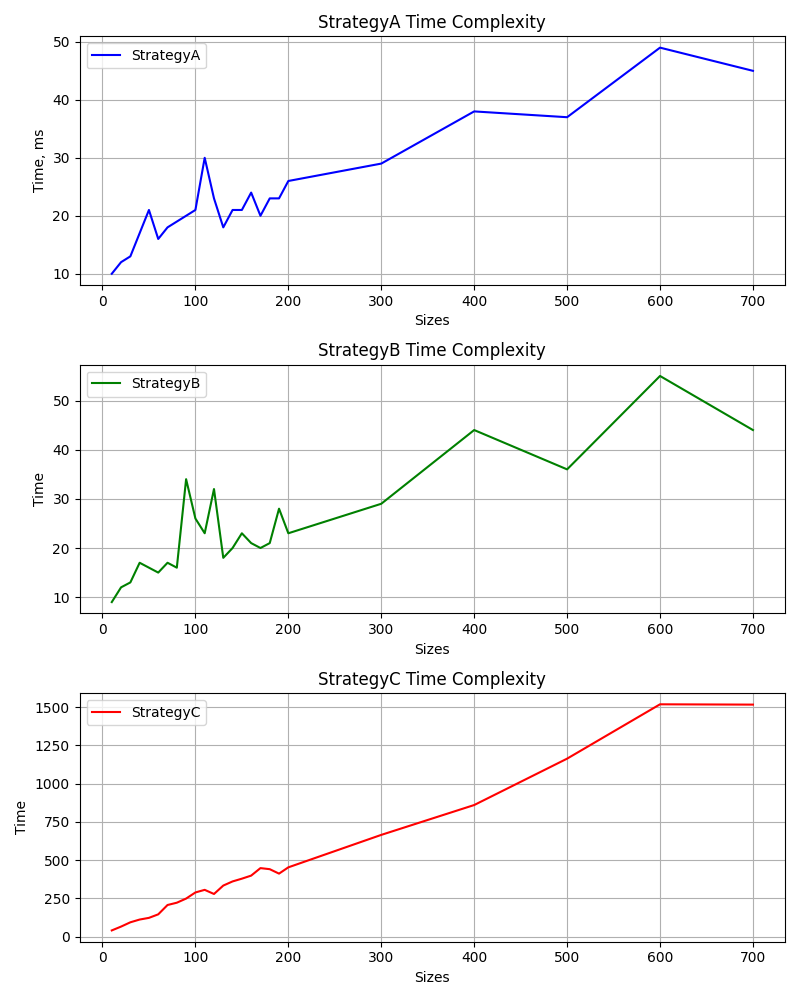 StrategyA Time Complexity
50
40
30
20
10
Time, ms
StrategyA
0 100 200 300 400 500 600 700
Sizes
StrategyB Time Complexity
50
40
30
20
10
Time
StrategyB
0 100 200 300 400 500 600 700
Sizes
StrategyC Time Complexity
1500
1250
1000
750
500
250
0
Time
StrategyC
0 100 200 300 400 500 600 700
Sizes